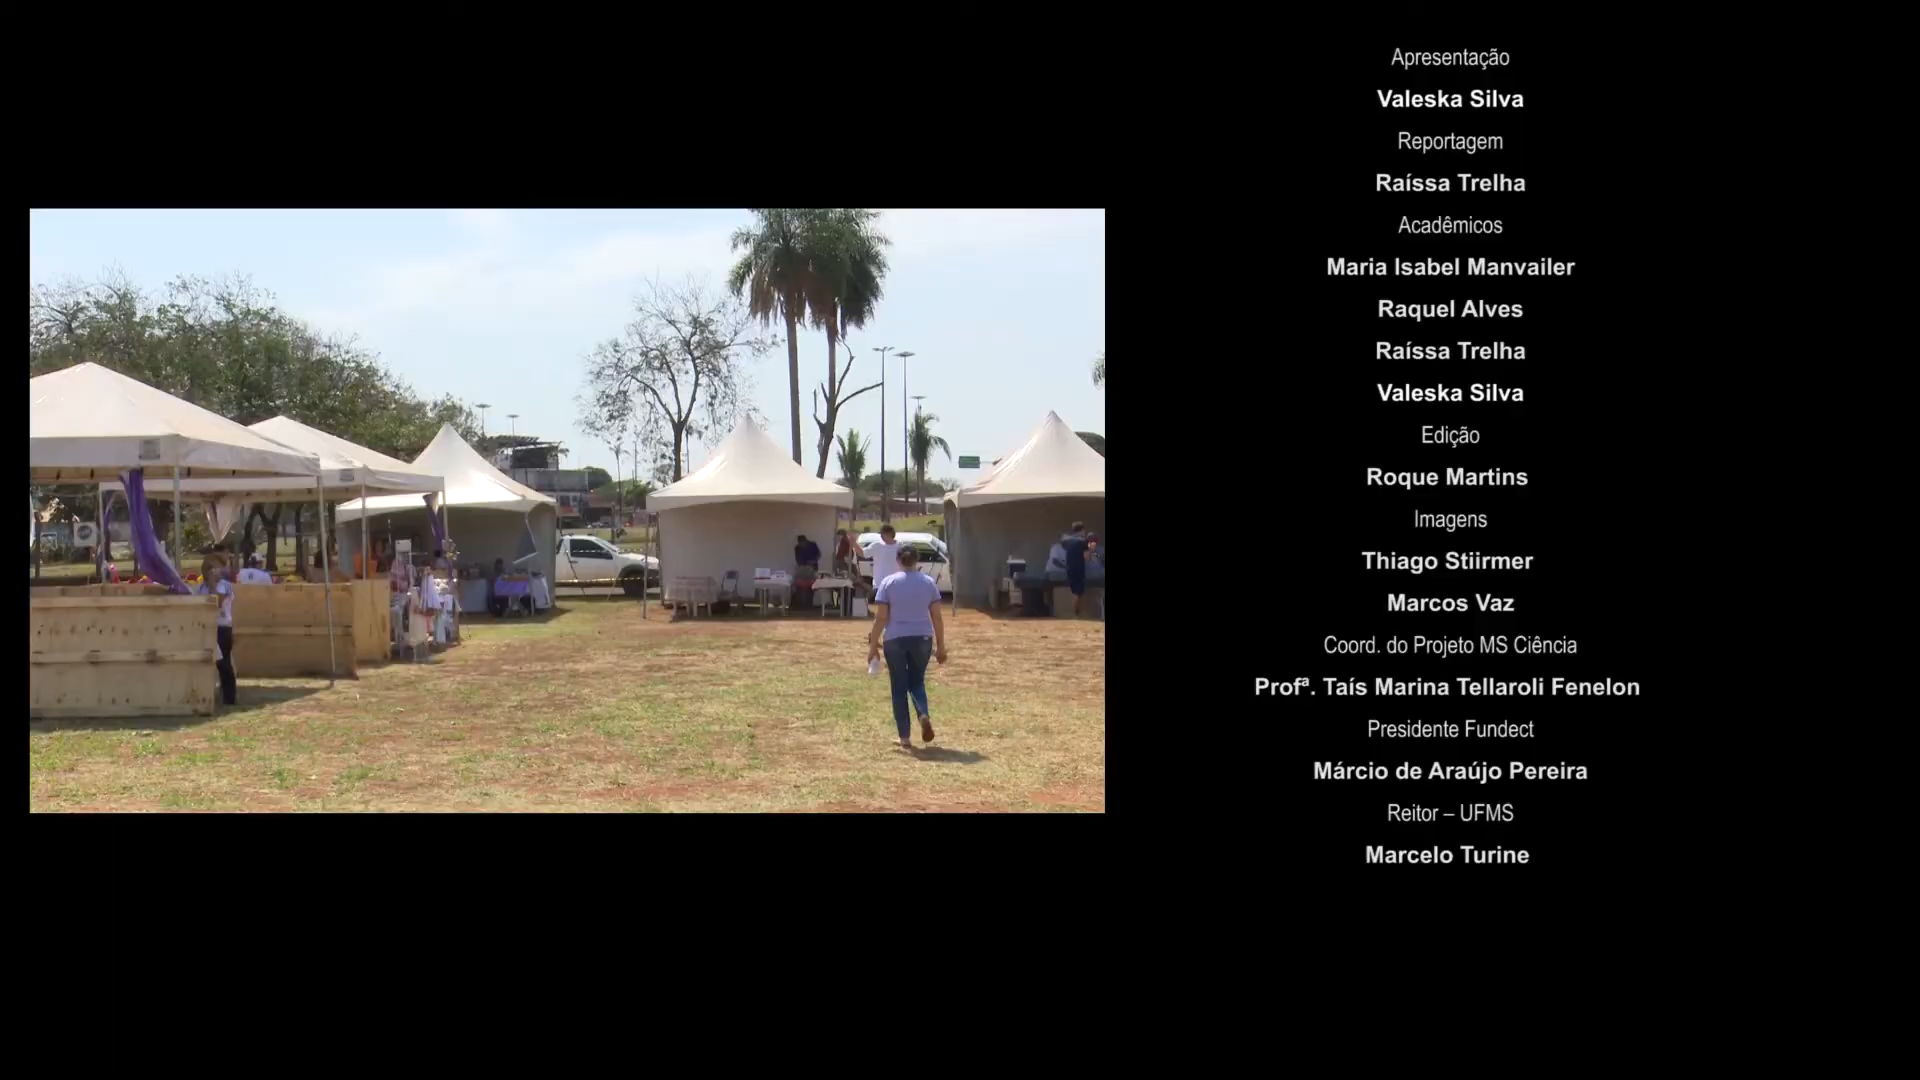 Apresentação
Valeska Silva
Reportagem
Raíssa Trelha
Acadêmicos
Maria Isabel Manvailer
Raquel Alves
Raíssa Trelha
Valeska Silva
Edição
Roque Martins
Imagens
Thiago Stiirmer
Marcos Vaz
Coord. do Projeto MS Ciência
Profª. Taís Marina Tellaroli Fenelon
Presidente Fundect
Márcio de Araújo Pereira
Reitor – UFMS
Marcelo Turine